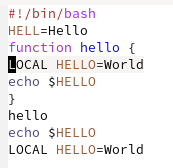 #!/bin/bash
HELL=Hello
function hello {
LOCAL HELLO=World
echo $HELLO
}
hello
echo $HELLO
LOCAL HELLO=World